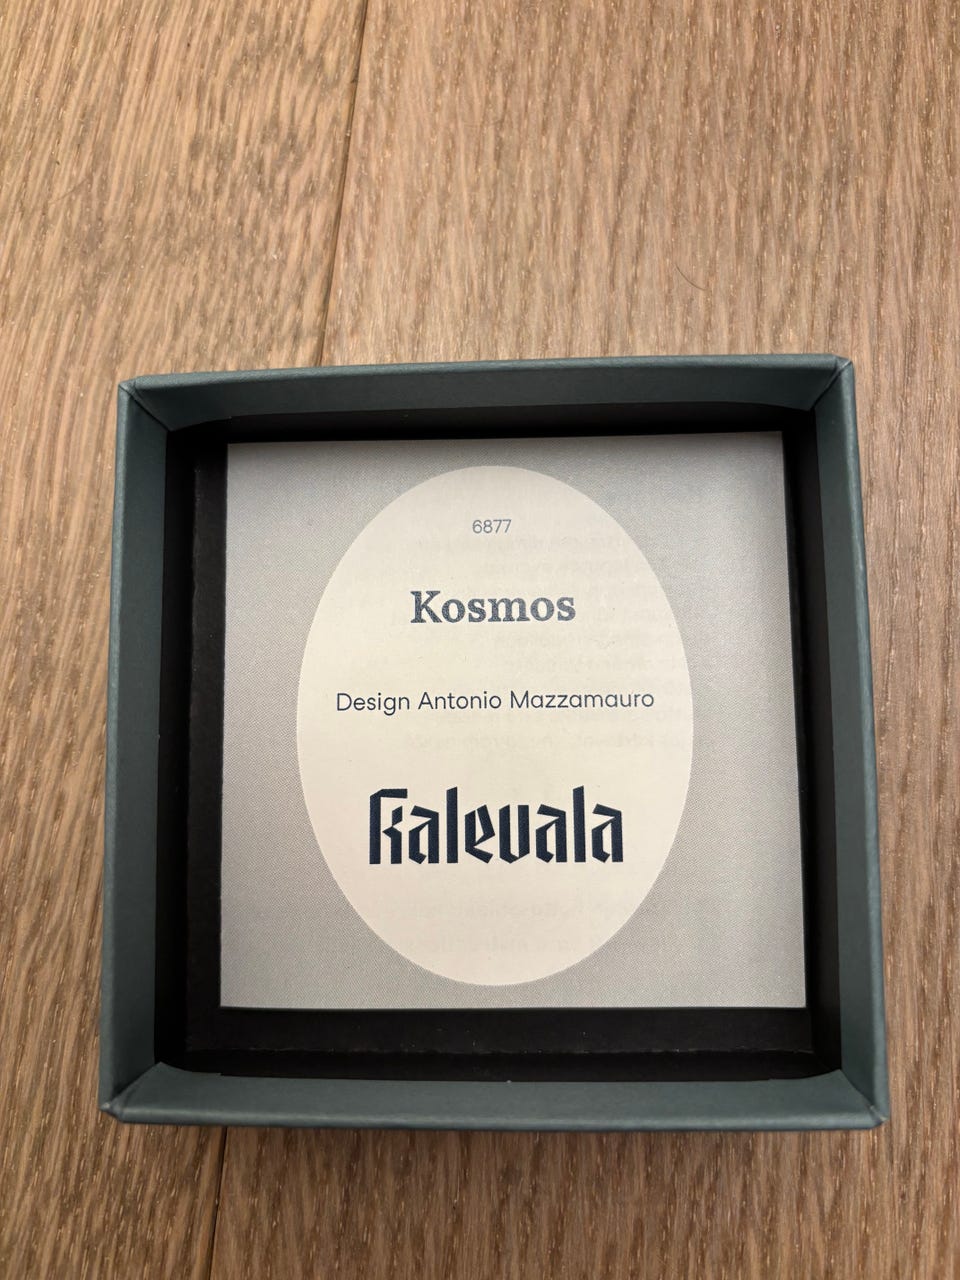 6877
Kosmos
Design Antonio Mazzamauro
Kalevala